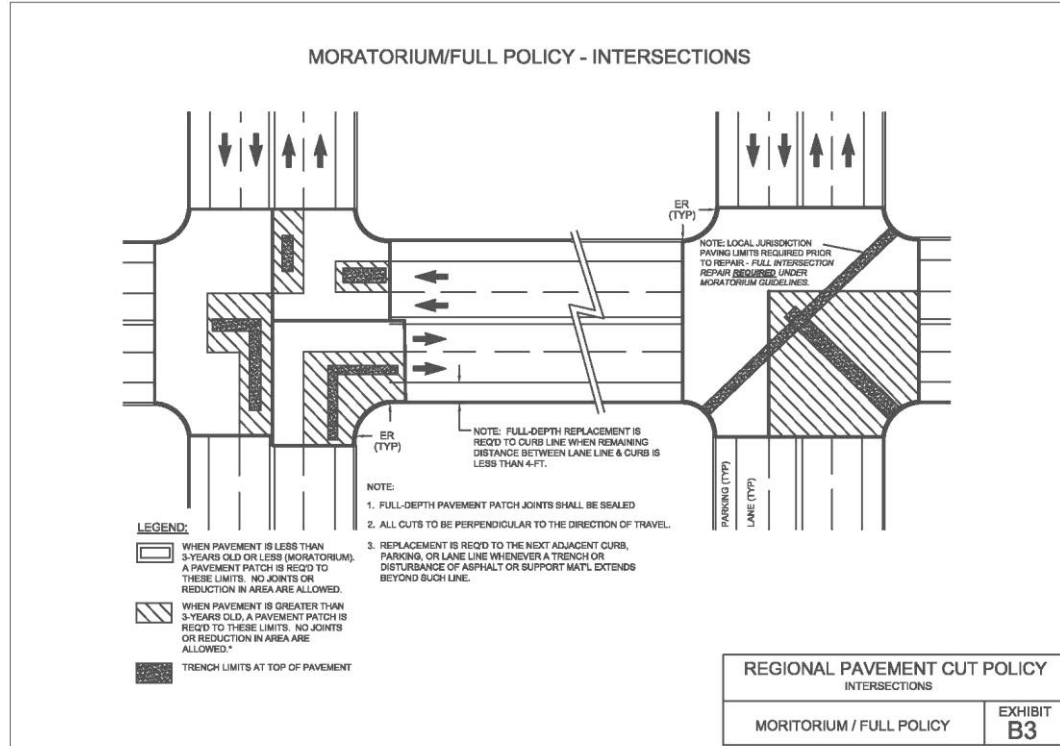 MORATORIUM/FULL POLICY - INTERSECTIONS
ER
(TYP)
ER
(TYP)
NOTE: LOCAL JURISDICTION
PAVING LIMITS REQUIRED PRIOR
TO REPAIR - FULL INTERSECTION
REPAIR REQUIRED UNDER
MORATORIUM GUIDELINES.
NOTE: FULL-DEPTH REPLACEMENT IS
REQ'D TO CURB LINE WHEN REMAINING
DISTANCE BETWEEN LANE LINE & CURB IS
LESS THAN 4-FT.
PARKING (TYP)
LANE (TYP)
NOTE:
1. FULL-DEPTH PAVEMENT PATCH JOINTS SHALL BE SEALED
2. ALL CUTS TO BE PERPENDICULAR TO THE DIRECTION OF TRAVEL.
3. REPLACEMENT IS REQ'D TO THE NEXT ADJACENT CURB,
PARKING, OR LANE LINE WHENEVER A TRENCH OR
DISTURBANCE OF ASPHALT OR SUPPORT MAT'L EXTENDS
BEYOND SUCH LINE.
LEGEND:
WHEN PAVEMENT IS LESS THAN
3-YEARS OLD OR LESS (MORATORIUM),
A PAVEMENT PATCH IS REQ'D TO
THESE LIMITS. NO JOINTS OR
REDUCTION IN AREA ARE ALLOWED.
WHEN PAVEMENT IS GREATER THAN
3-YEARS OLD, A PAVEMENT PATCH IS
REQ'D TO THESE LIMITS. NO JOINTS
OR REDUCTION IN AREA ARE
ALLOWED.*
TRENCH LIMITS AT TOP OF PAVEMENT
REGIONAL PAVEMENT CUT POLICY
INTERSECTIONS
MORITORIUM / FULL POLICY
EXHIBIT
B3